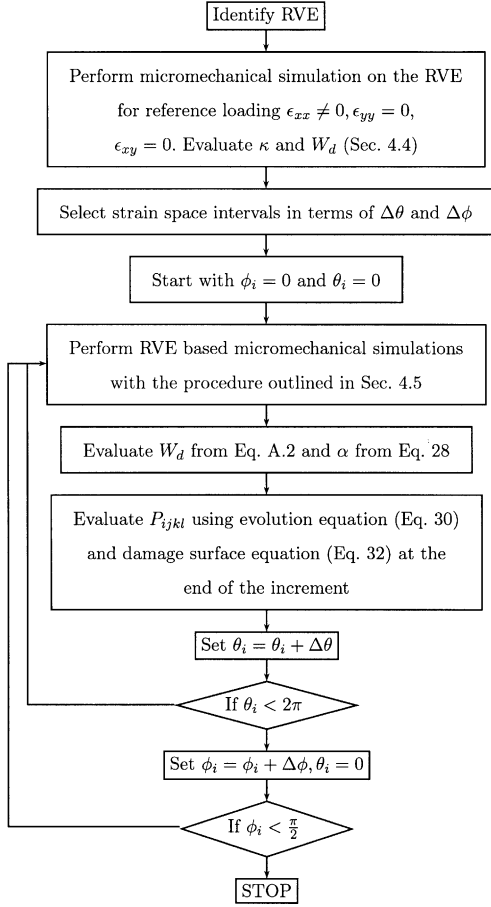 Identify RVE
Perform micromechanical simulation on the RVE
for reference loading ϵxx ≠ 0, ϵyy = 0,
ϵxy = 0. Evaluate κ and Wd (Sec. 4.4)
Select strain space intervals in terms of Δθ and Δϕ
Start with ϕi = 0 and θi = 0
Perform RVE based micromechanical simulations
with the procedure outlined in Sec. 4.5
Evaluate Wd from Eq. A.2 and α from Eq. 28
Evaluate Pijkl using evolution equation (Eq. 30)
and damage surface equation (Eq. 32) at the
end of the increment
Set θi = θi + Δθ
If θi < 2π
Set ϕi = ϕi + Δϕ, θi = 0
If ϕi < π/2
STOP